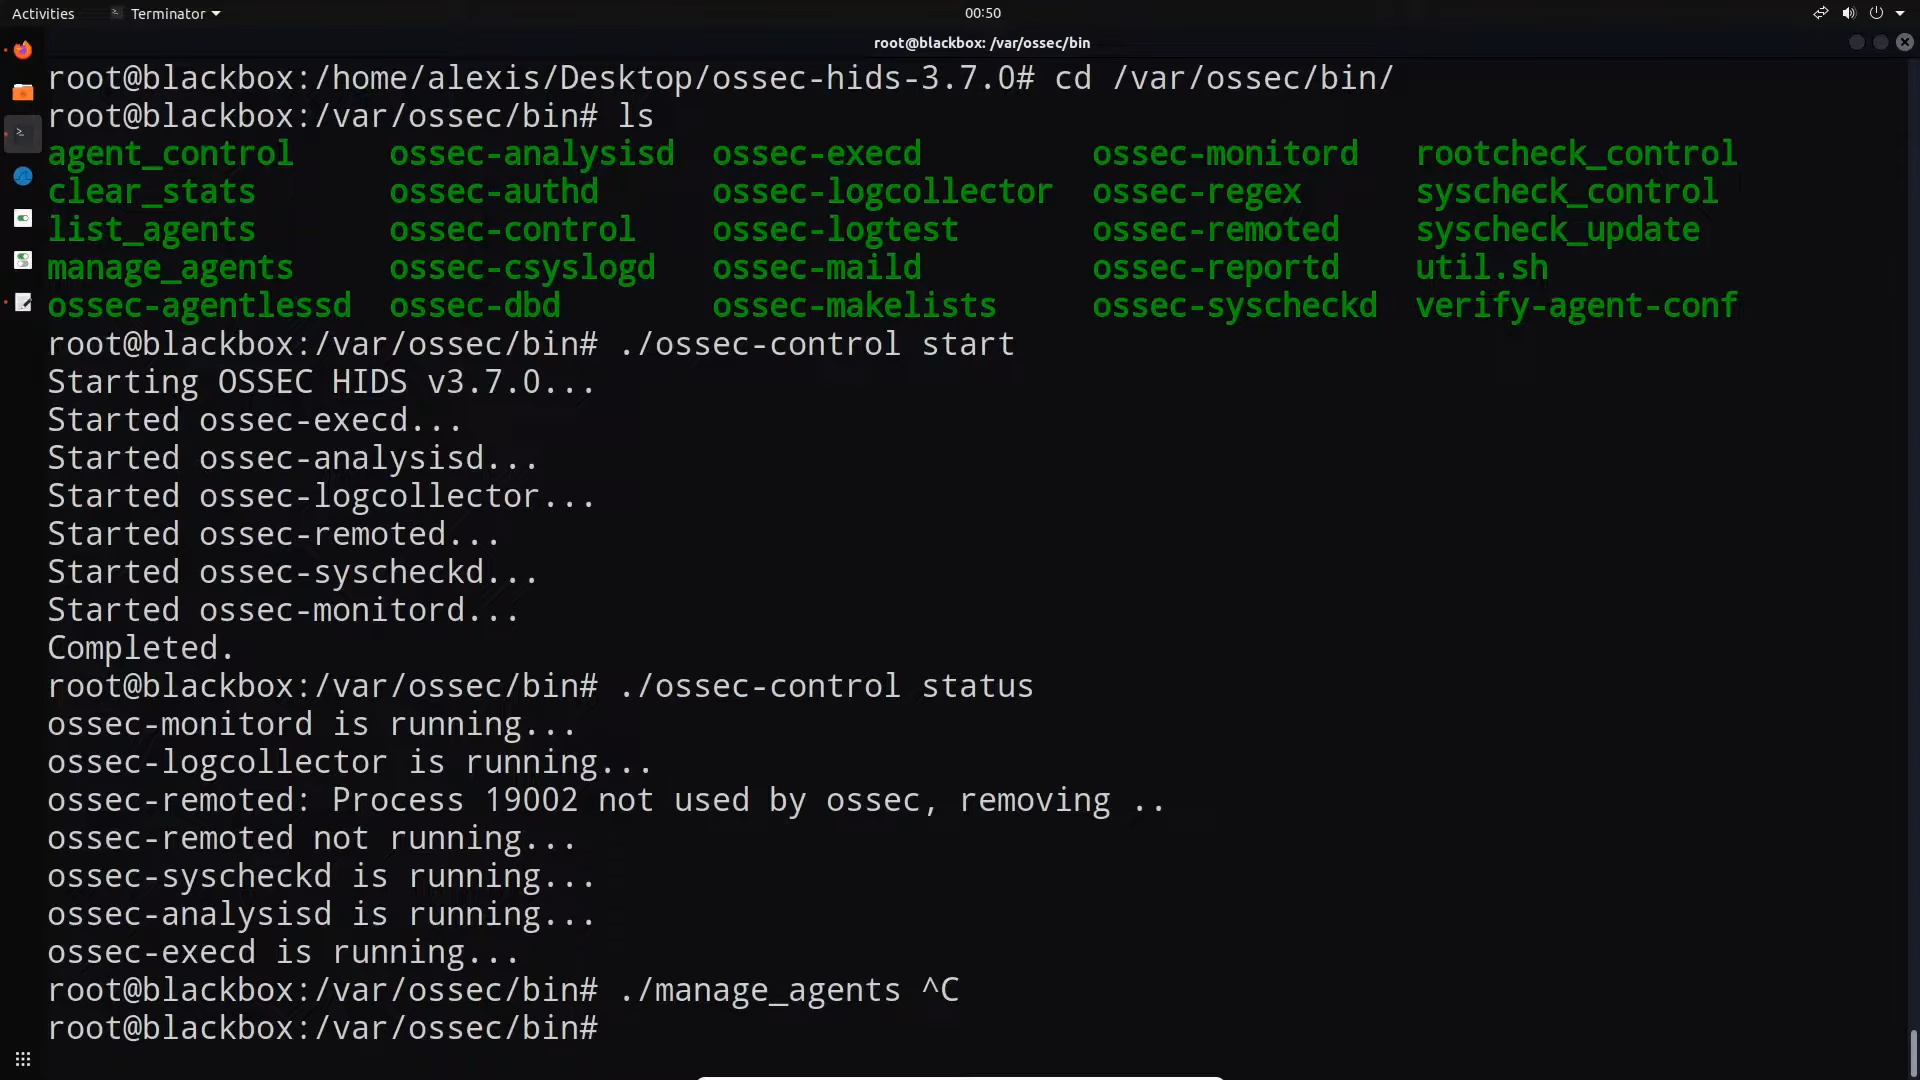 Activities Terminator 00:50
root@blackbox: /var/ossec/bin
root@blackbox:/home/alexis/Desktop/ossec-hids-3.7.0# cd /var/ossec/bin/
root@blackbox:/var/ossec/bin# ls
agent_control ossec-analysisd ossec-execd ossec-monitord rootcheck_control
clear_stats ossec-authd ossec-logcollector ossec-regex syscheck_control
list_agents ossec-control ossec-logtest ossec-remoted syscheck_update
manage_agents ossec-csyslogd ossec-maild ossec-reportd util.sh
ossec-agentlessd ossec-dbd ossec-makelists ossec-syscheckd verify-agent-conf
root@blackbox:/var/ossec/bin# ./ossec-control start
Starting OSSEC HIDS v3.7.0...
Started ossec-execd...
Started ossec-analysisd...
Started ossec-logcollector...
Started ossec-remoted...
Started ossec-syscheckd...
Started ossec-monitord...
Completed.
root@blackbox:/var/ossec/bin# ./ossec-control status
ossec-monitord is running...
ossec-logcollector is running...
ossec-remoted: Process 19002 not used by ossec, removing ..
ossec-remoted not running...
ossec-syscheckd is running...
ossec-analysisd is running...
ossec-execd is running...
root@blackbox:/var/ossec/bin# ./manage_agents ^C
root@blackbox:/var/ossec/bin#